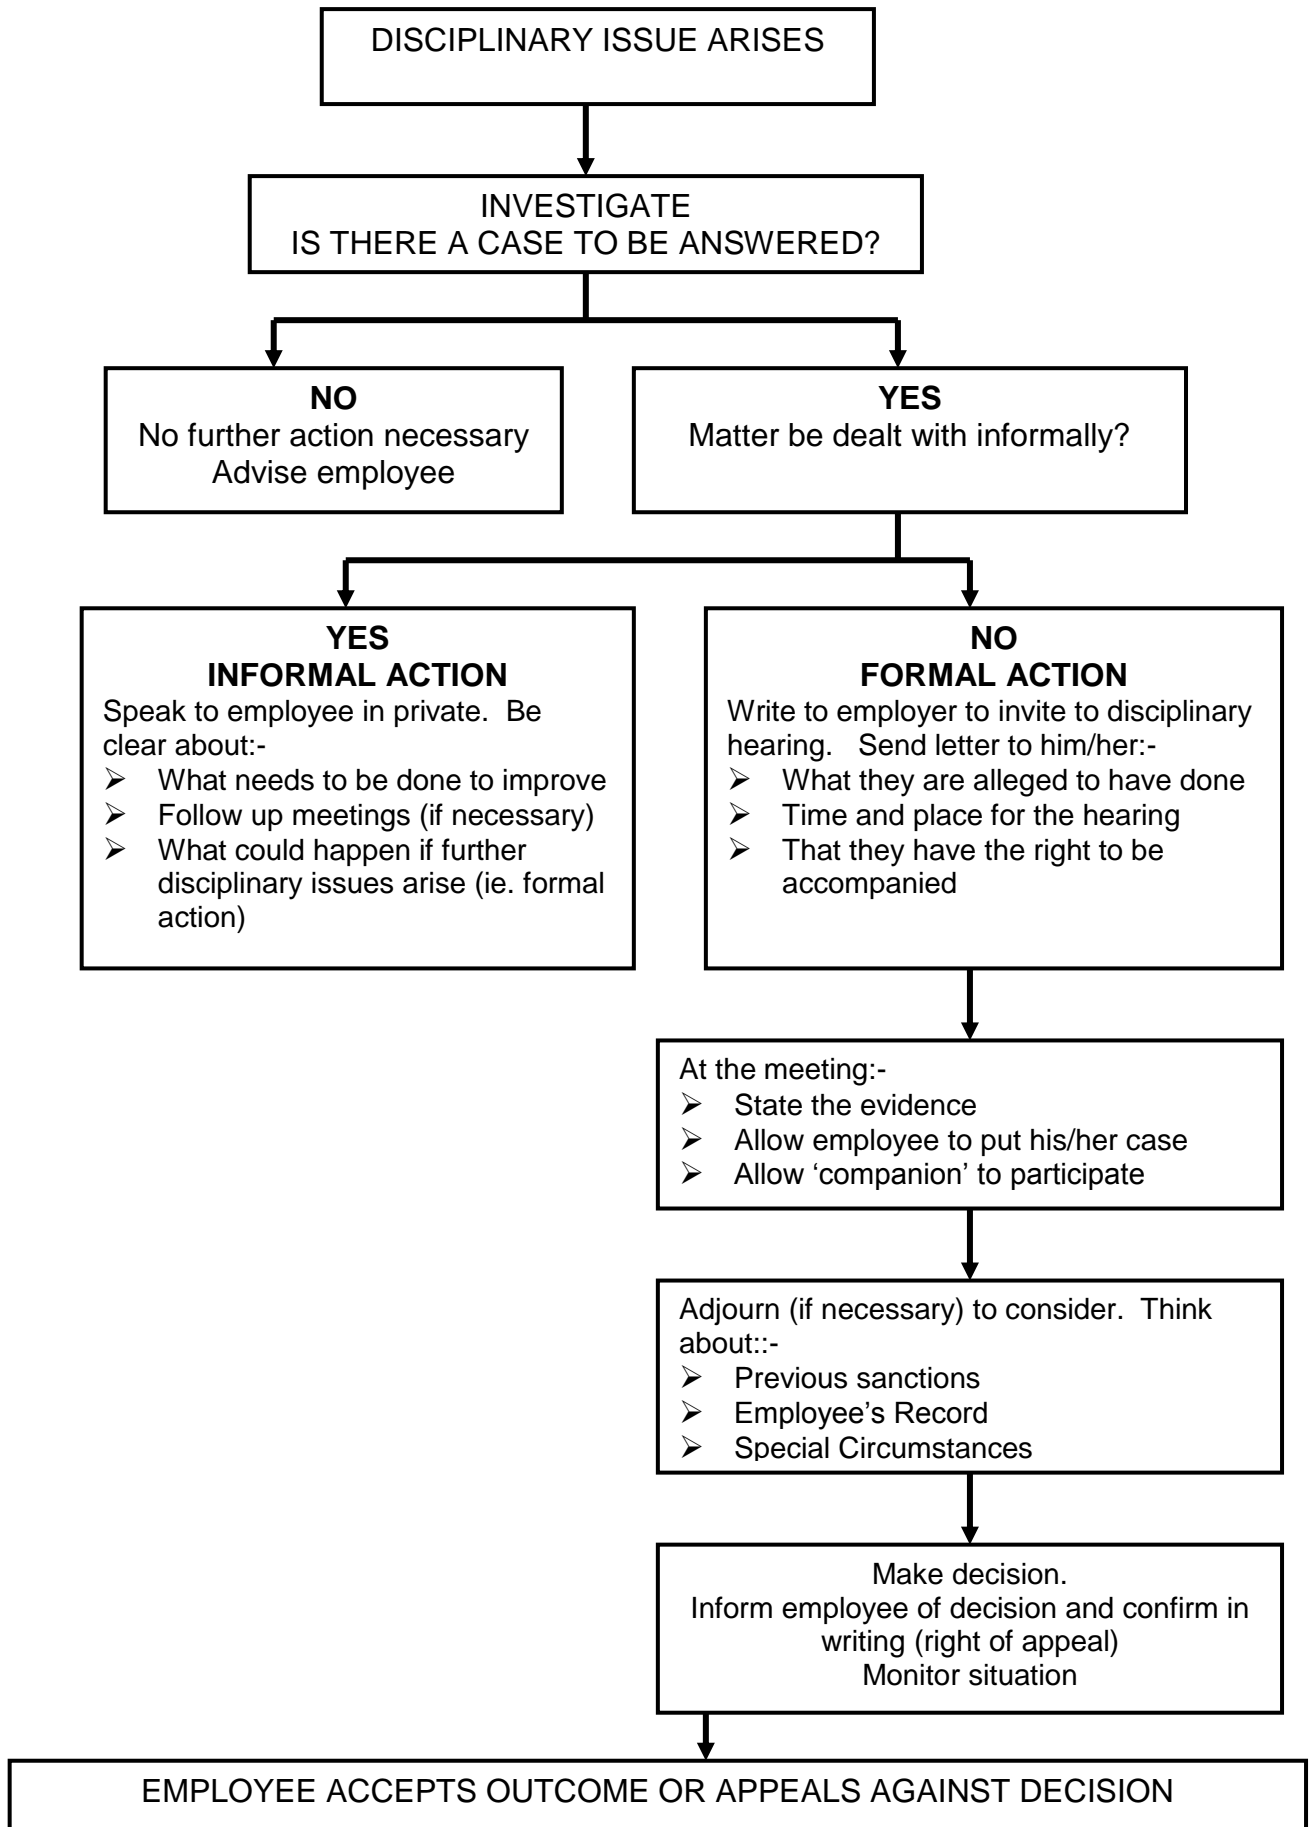 DISCIPLINARY ISSUE ARISES
INVESTIGATE
IS THERE A CASE TO BE ANSWERED?
NO
No further action necessary
Advise employee
YES
Matter be dealt with informally?
YES
INFORMAL ACTION
Speak to employee in private.  Be
clear about:-
➢ What needs to be done to improve
➢ Follow up meetings (if necessary)
➢ What could happen if further
disciplinary issues arise (ie. formal
action)
NO
FORMAL ACTION
Write to employer to invite to disciplinary
hearing.   Send letter to him/her:-
➢ What they are alleged to have done
➢ Time and place for the hearing
➢ That they have the right to be
accompanied
At the meeting:-
➢ State the evidence
➢ Allow employee to put his/her case
➢ Allow ‘companion’ to participate
Adjourn (if necessary) to consider.  Think
about::-
➢ Previous sanctions
➢ Employee’s Record
➢ Special Circumstances
Make decision.
Inform employee of decision and confirm in
writing (right of appeal)
Monitor situation
EMPLOYEE ACCEPTS OUTCOME OR APPEALS AGAINST DECISION